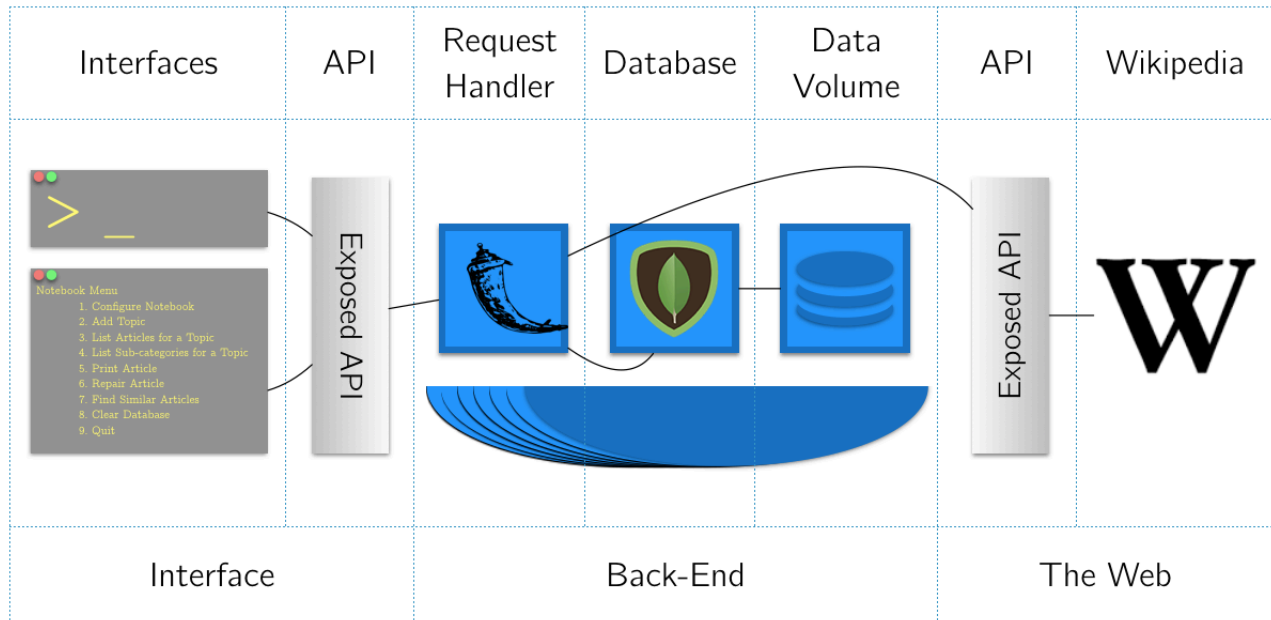 Interfaces
API
Request
Handler
Database
Data
Volume
API
Wikipedia
> _
Notebook Menu
1. Configure Notebook
2. Add Topic
3. List Articles for a Topic
4. List Sub-categories for a Topic
5. Print Article
6. Repair Article
7. Find Similar Articles
8. Clear Database
9. Quit
Exposed API
Exposed API
W
Interface
Back-End
The Web